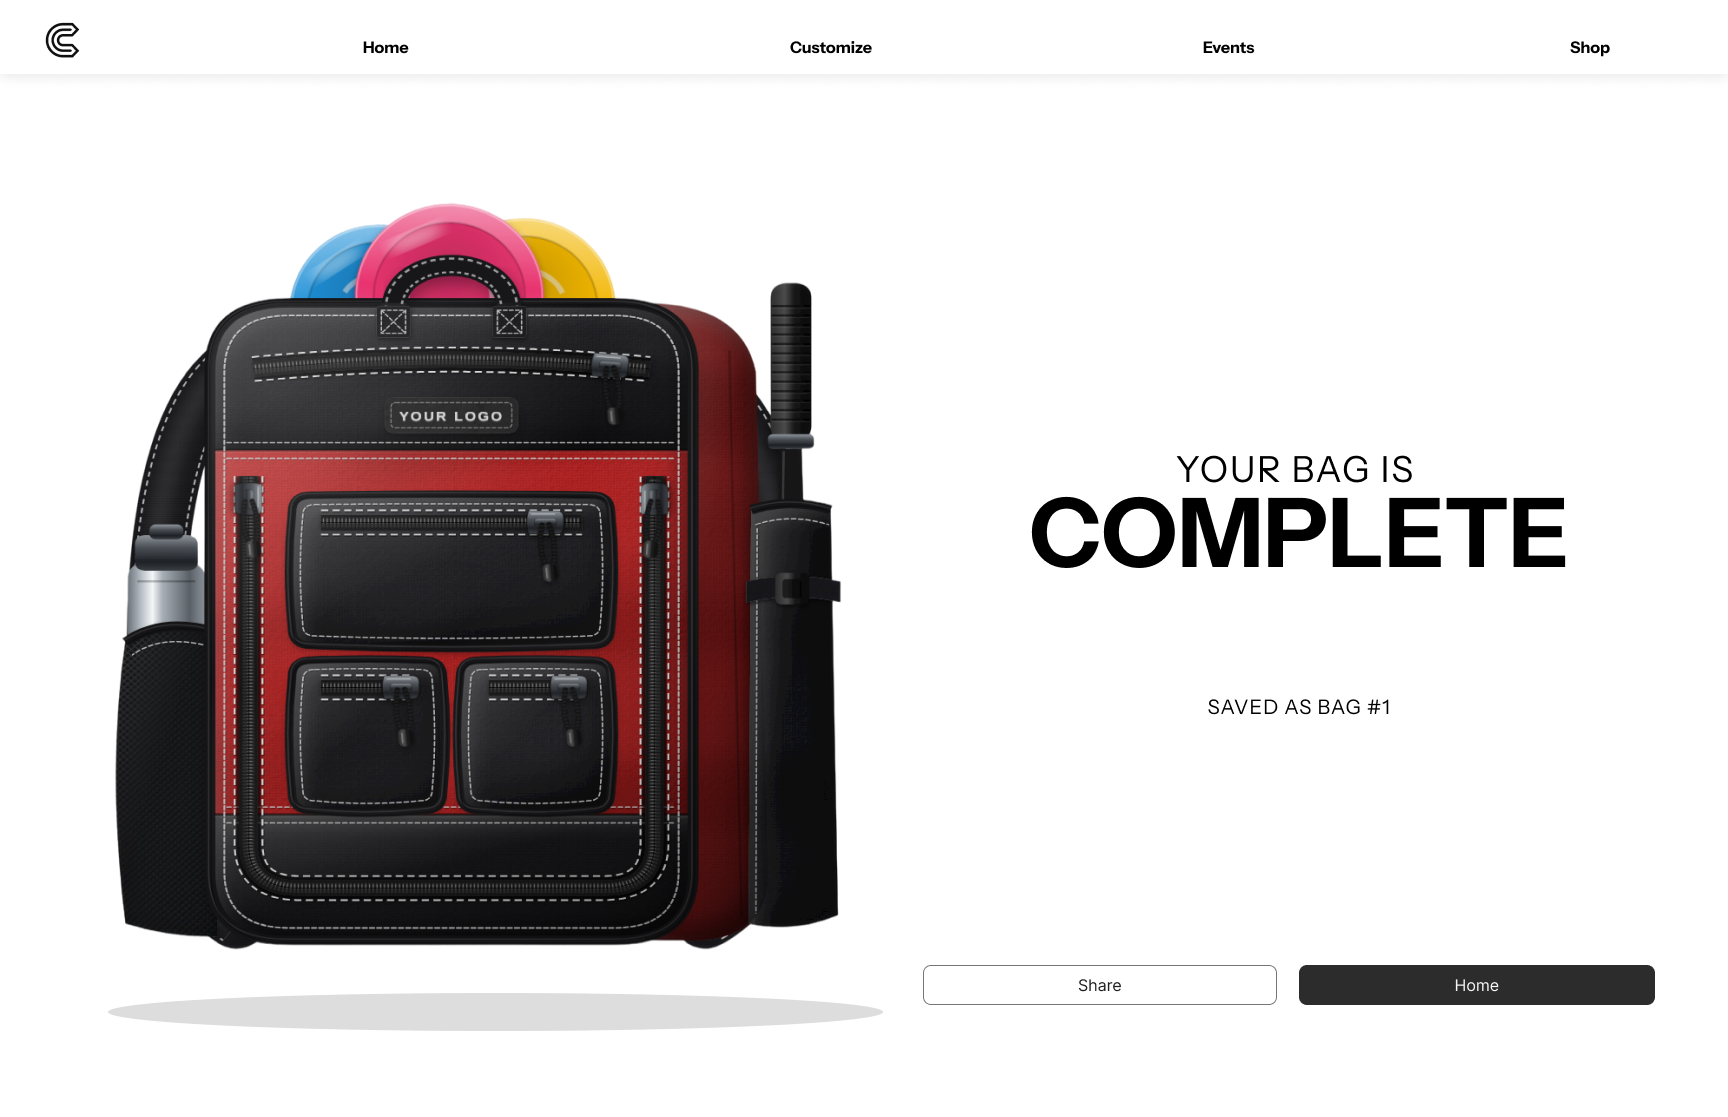 Home
Customize
Events
Shop
YOUR LOGO
YOUR BAG IS
COMPLETE
SAVED AS BAG #1
Share
Home